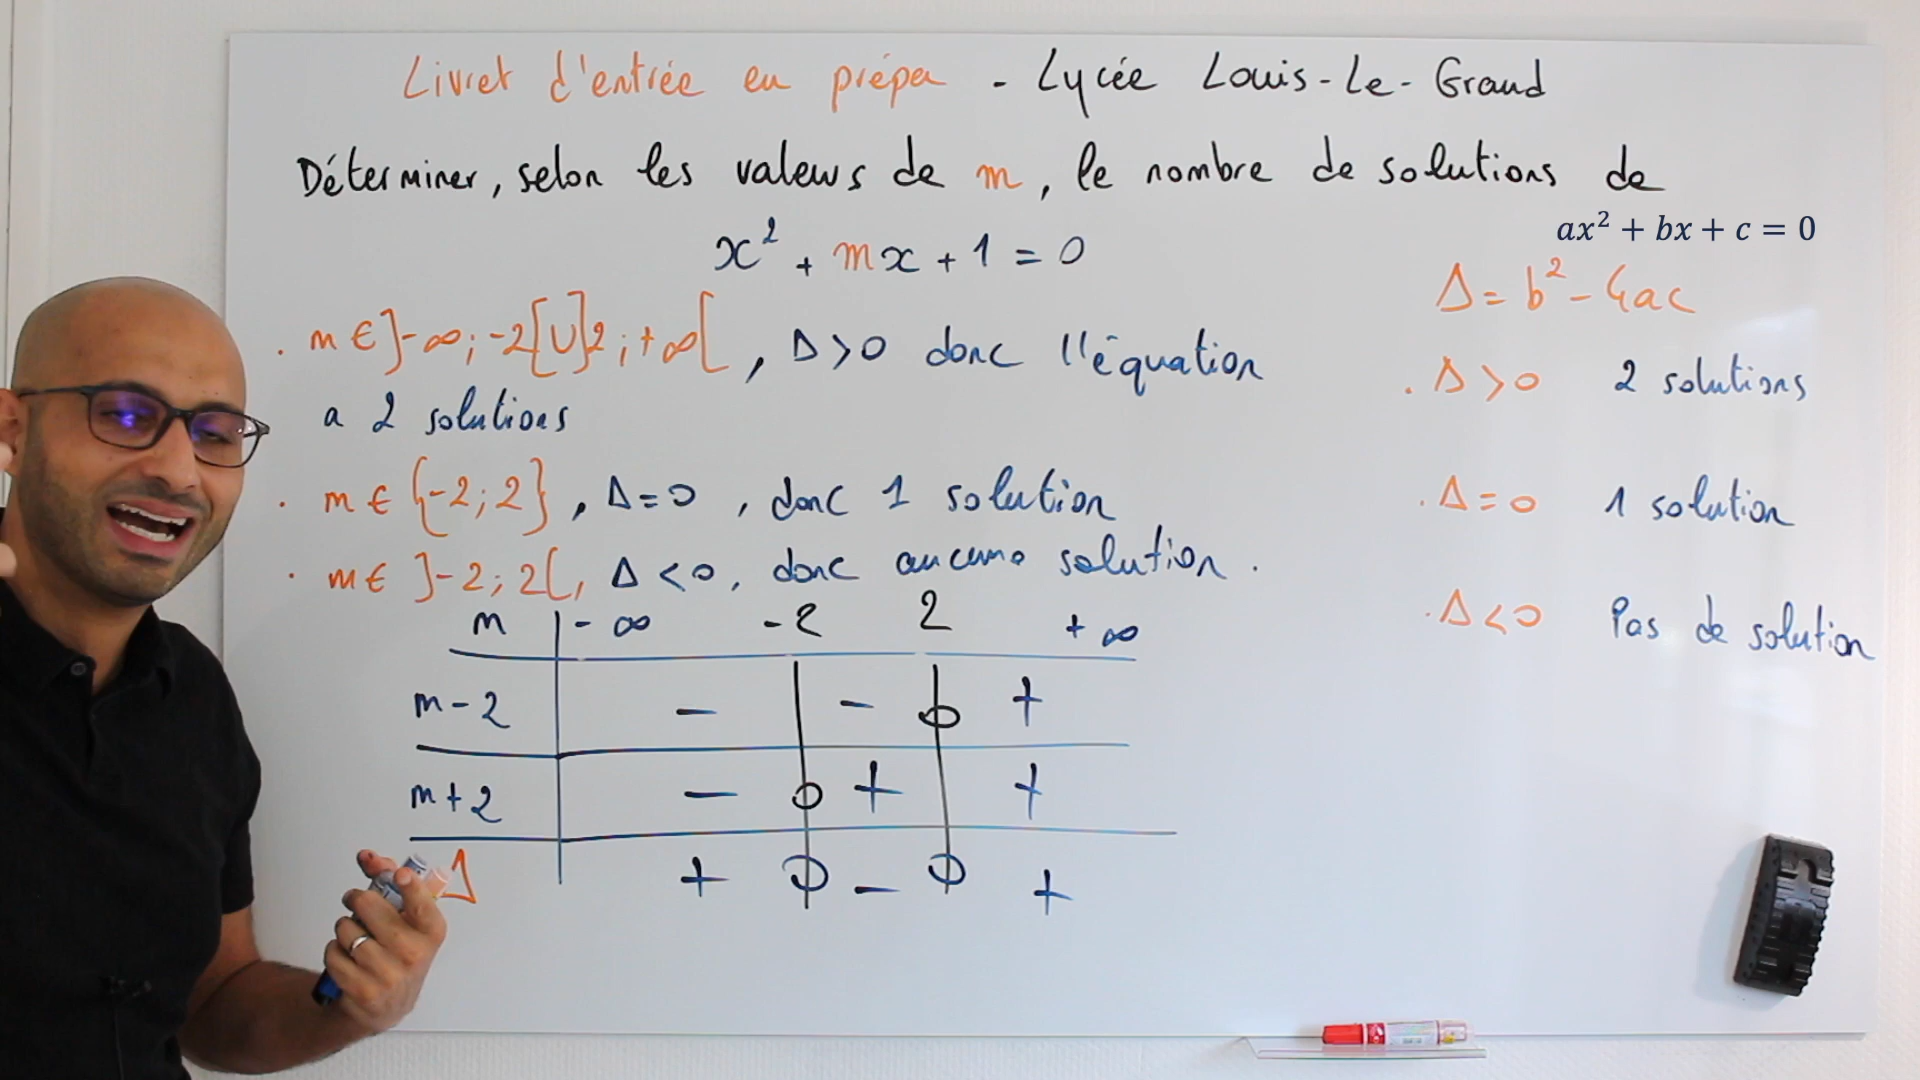 Livret d'entrée en prépa - Lycée Louis-Le-Grand
Déterminer, selon les valeurs de m, le nombre de solutions de
x² + mx + 1 = 0
. m ∈ ]-∞; -2[ ∪ ]2; +∞[ , Δ > 0 donc l'équation
a 2 solutions
. m ∈ {-2; 2} , Δ = 0 , donc 1 solution
. m ∈ ]-2; 2[, Δ < 0, donc aucune solution.
m -∞ -2 2 +∞
m - 2 - - 0 +
m + 2 - 0 + +
Δ + 0 - 0 +
ax² + bx + c = 0
Δ = b² - 4ac
. Δ > 0 2 solutions
. Δ = 0 1 solution
. Δ < 0 Pas de solution